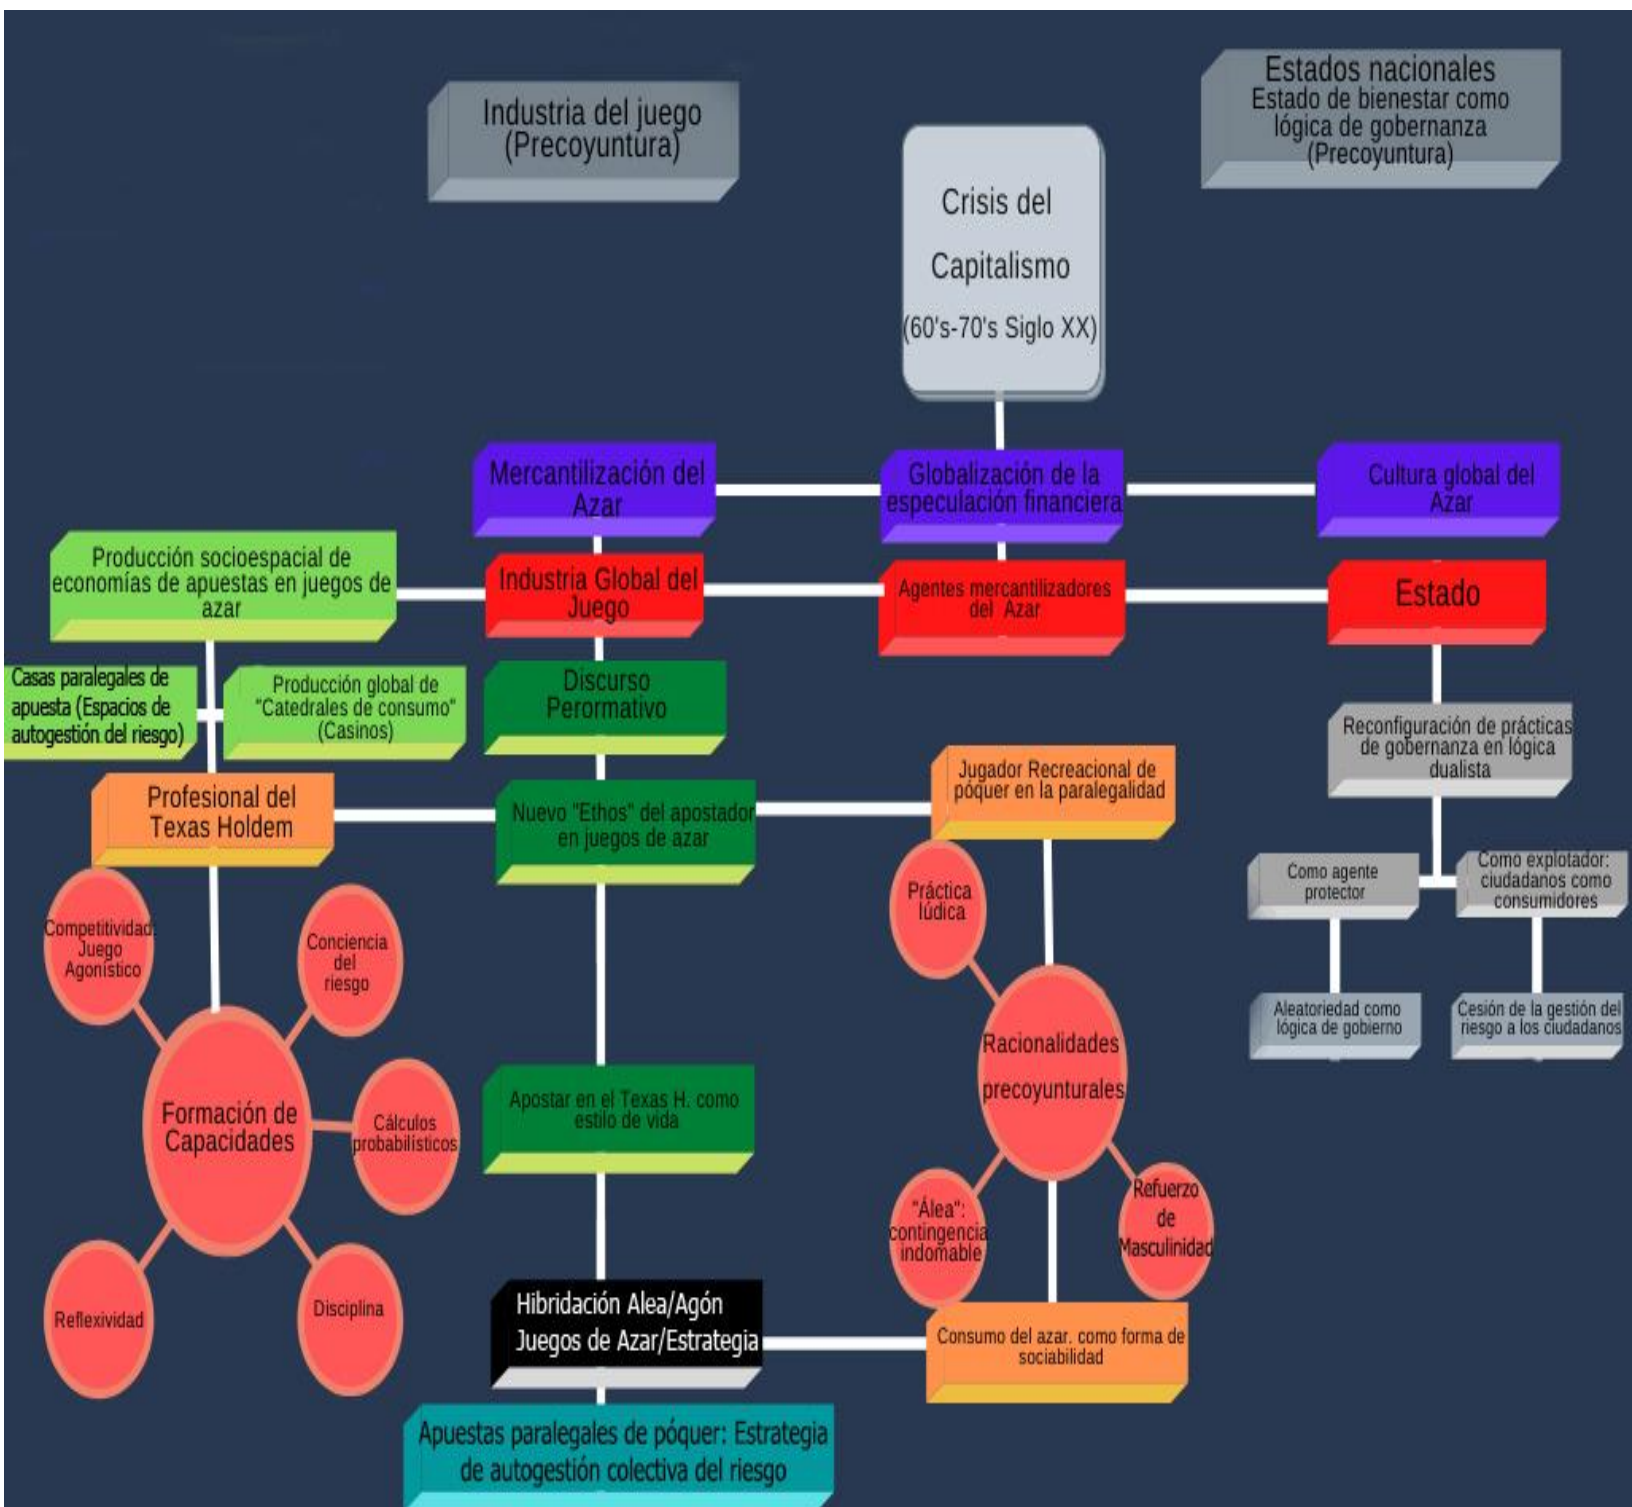 Industria del juego
(Precoyuntura)
Estados nacionales
Estado de bienestar como
lógica de gobernanza
(Precoyuntura)
Crisis del
Capitalismo
(60's-70's Siglo XX)
Mercantilización del
Azar
Globalización de la
especulación financiera
Cultura global del
Azar
Producción socioespacial de
economías de apuestas en juegos de
azar
Industria Global del
Juego
Agentes mercantilizadores
del Azar
Estado
Casas paralegales de
apuesta (Espacios de
autogestión del riesgo)
Producción global de
"Catedrales de consumo"
(Casinos)
Discurso
Perormativo
Reconfiguración de prácticas
de gobernanza en lógica
dualista
Profesional del
Texas Holdem
Nuevo "Ethos" del apostador
en juegos de azar
Jugador Recreacional de
póquer en la paralegalidad
Como agente
protector
Como explotador:
ciudadanos como
consumidores
Aleatoriedad como
lógica de gobierno
Cesión de la gestión del
riesgo a los ciudadanos
Competitividad:
Juego
Agonístico
Conciencia
del
riesgo
Formación de
Capacidades
Cálculos
probabilísticos
Reflexividad
Disciplina
Práctica
lúdica
Racionalidades
precoyunturales
"Álea":
contingencia
indomable
Refuerzo
de
Masculinidad
Apostar en el Texas H. como
estilo de vida
Hibridación Alea/Agón
Juegos de Azar/Estrategia
Consumo del azar. como forma de
sociabilidad
Apuestas paralegales de póquer: Estrategia
de autogestión colectiva del riesgo